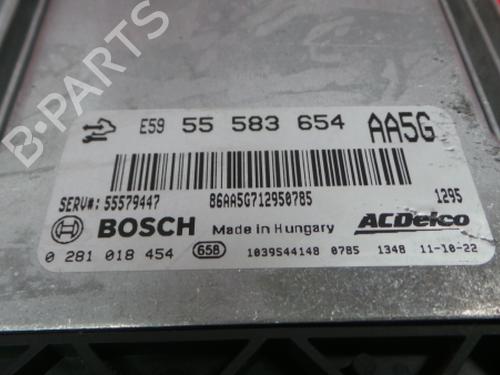 B-PARTS
E59 55 583 654 AA5G
SERV#: 55579447 86AA5G712950785 1295
BOSCH Made in Hungary ACDelco
0 281 018 454 658 1039S44148 0785 1348 11-10-22